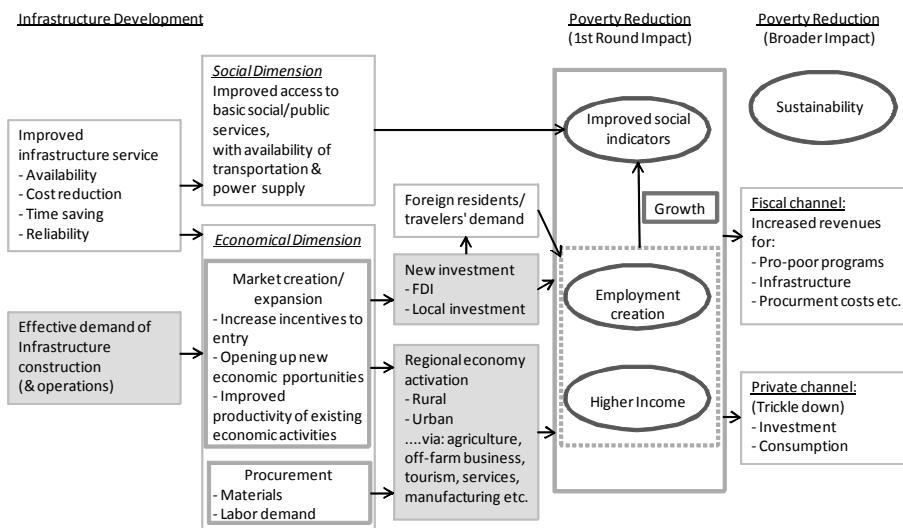 Infrastructure Development
Poverty Reduction
(1st Round Impact)
Poverty Reduction
(Broader Impact)
Improved
infrastructure service
- Availability
- Cost reduction
- Time saving
- Reliability
Effective demand of
Infrastructure
construction
(& operations)
Social Dimension
Improved access to
basic social/public
services,
with availability of
transportation &
power supply
Economical Dimension
Market creation/
expansion
- Increase incentives to
entry
- Opening up new
economic pportunities
- Improved
productivity of existing
economic activities
Procurement
- Materials
- Labor demand
Foreign residents/
travelers' demand
New investment
- FDI
- Local investment
Regional economy
activation
- Rural
- Urban
....via: agriculture,
off-farm business,
tourism, services,
manufacturing etc.
Improved social
indicators
Growth
Employment
creation
Higher Income
Sustainability
Fiscal channel:
Increased revenues
for:
- Pro-poor programs
- Infrastructure
- Procurment costs etc.
Private channel:
(Trickle down)
- Investment
- Consumption